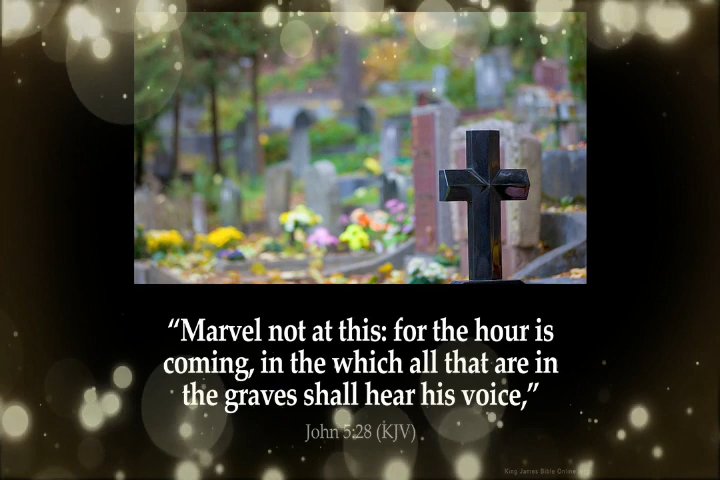 “Marvel not at this: for the hour is
coming, in the which all that are in
the graves shall hear his voice,”
John 5:28 (KJV)
King James Bible Online